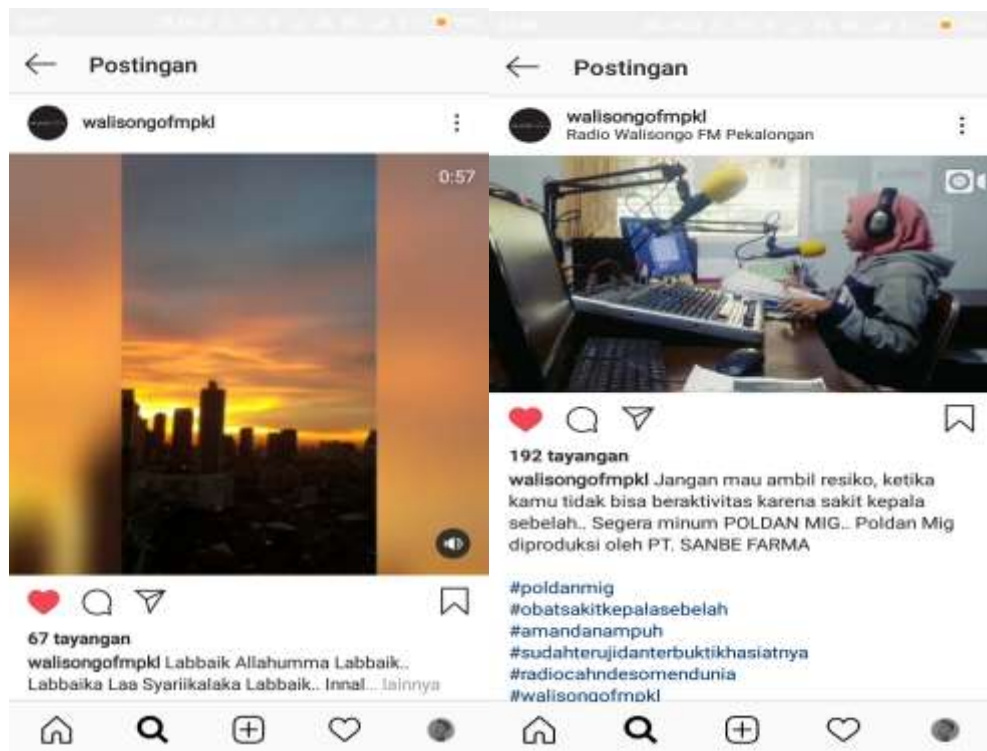 Postingan
walisongofmpkl
0:57
67 tayangan
walisongofmpkl Labbaik Allahumma Labbaik..
Labbaika Laa Syariikalaka Labbaik.. Innal... lainnya
Postingan
walisongofmpkl
Radio Walisongo FM Pekalongan
192 tayangan
walisongofmpkl Jangan mau ambil resiko, ketika
kamu tidak bisa beraktivitas karena sakit kepala
sebelah.. Segera minum POLDAN MIG.. Poldan Mig
diproduksi oleh PT. SANBE FARMA
#poldanmig
#obatsakitkepalasebelah
#amandanampuh
#sudahterujidanterbuktikhasiatnya
#radiocahndesomendunia
#walisongofmpkl